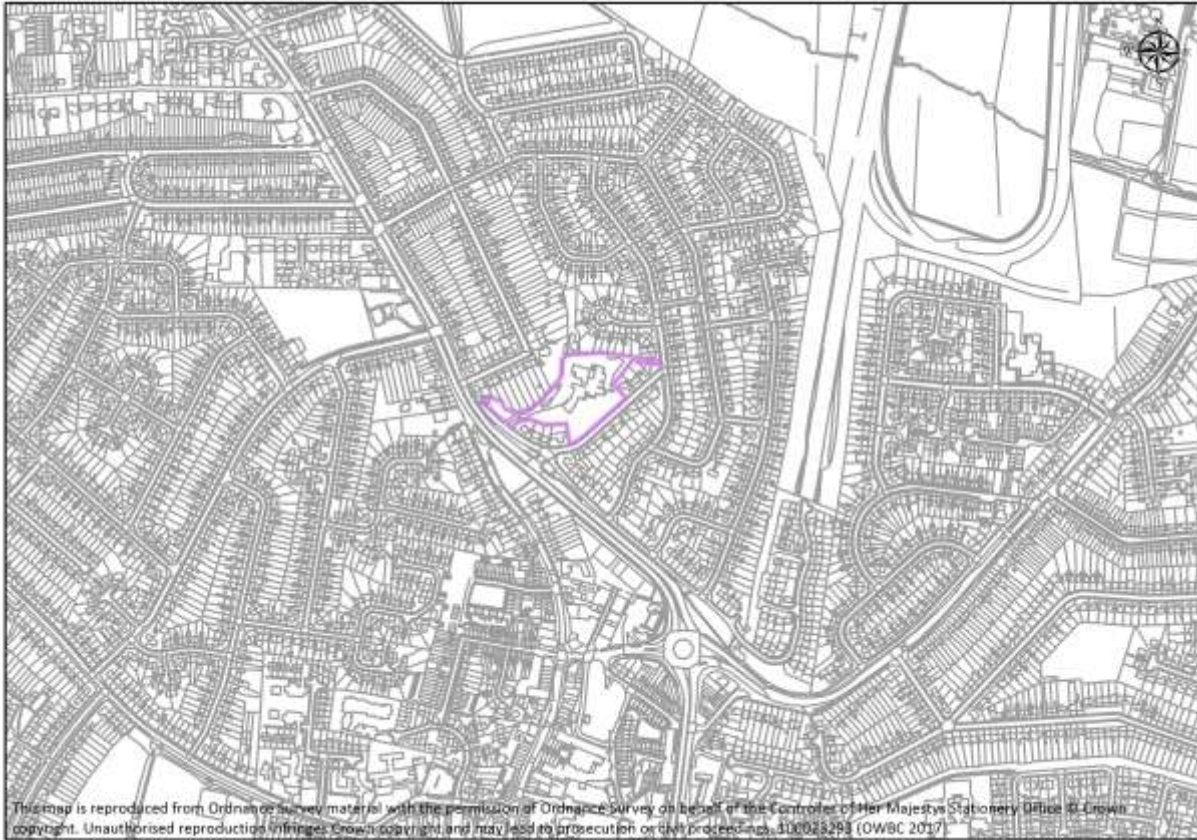 This map is reproduced from Ordnance Survey material with the permission of Ordnance Survey on behalf of the Controller of Her Majestys Stationery Office © Crown
copyright. Unauthorised reproduction infringes Crown copyright and may lead to prosecution or civil proceedings. 100023293 (OWBC 2017)